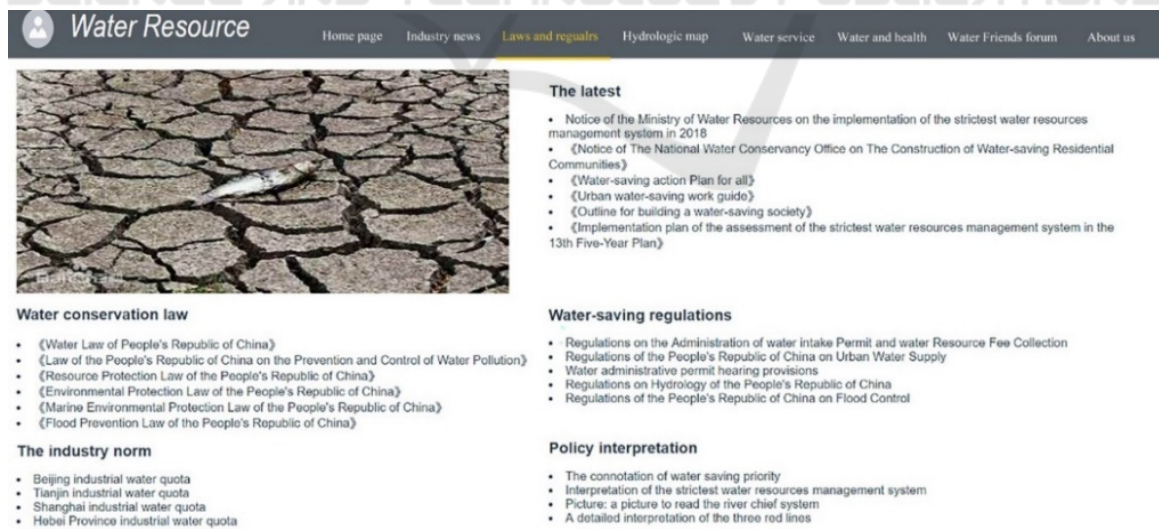 SCIENCE AND TECHNOLOGY PUBLICATIONS
Water Resource
Home page Industry news Laws and regualrs Hydrologic map Water service Water and health Water Friends forum About us
The latest
• Notice of the Ministry of Water Resources on the implementation of the strictest water resources
management system in 2018
• 《Notice of The National Water Conservancy Office on The Construction of Water-saving Residential
Communities》
• 《Water-saving action Plan for all》
• 《Urban water-saving work guide》
• 《Outline for building a water-saving society》
• 《Implementation plan of the assessment of the strictest water resources management system in the
13th Five-Year Plan》
Water conservation law
• 《Water Law of People's Republic of China》
• 《Law of the People's Republic of China on the Prevention and Control of Water Pollution》
• 《Resource Protection Law of the People's Republic of China》
• 《Environmental Protection Law of the People's Republic of China》
• 《Marine Environmental Protection Law of the People's Republic of China》
• 《Flood Prevention Law of the People's Republic of China》
Water-saving regulations
• Regulations on the Administration of water intake Permit and water Resource Fee Collection
• Regulations of the People's Republic of China on Urban Water Supply
• Water administrative permit hearing provisions
• Regulations on Hydrology of the People's Republic of China
• Regulations of the People's Republic of China on Flood Control
The industry norm
• Beijing industrial water quota
• Tianjin industrial water quota
• Shanghai industrial water quota
• Hebei Province industrial water quota
Policy interpretation
• The connotation of water saving priority
• Interpretation of the strictest water resources management system
• Picture: a picture to read the river chief system
• A detailed interpretation of the three red lines